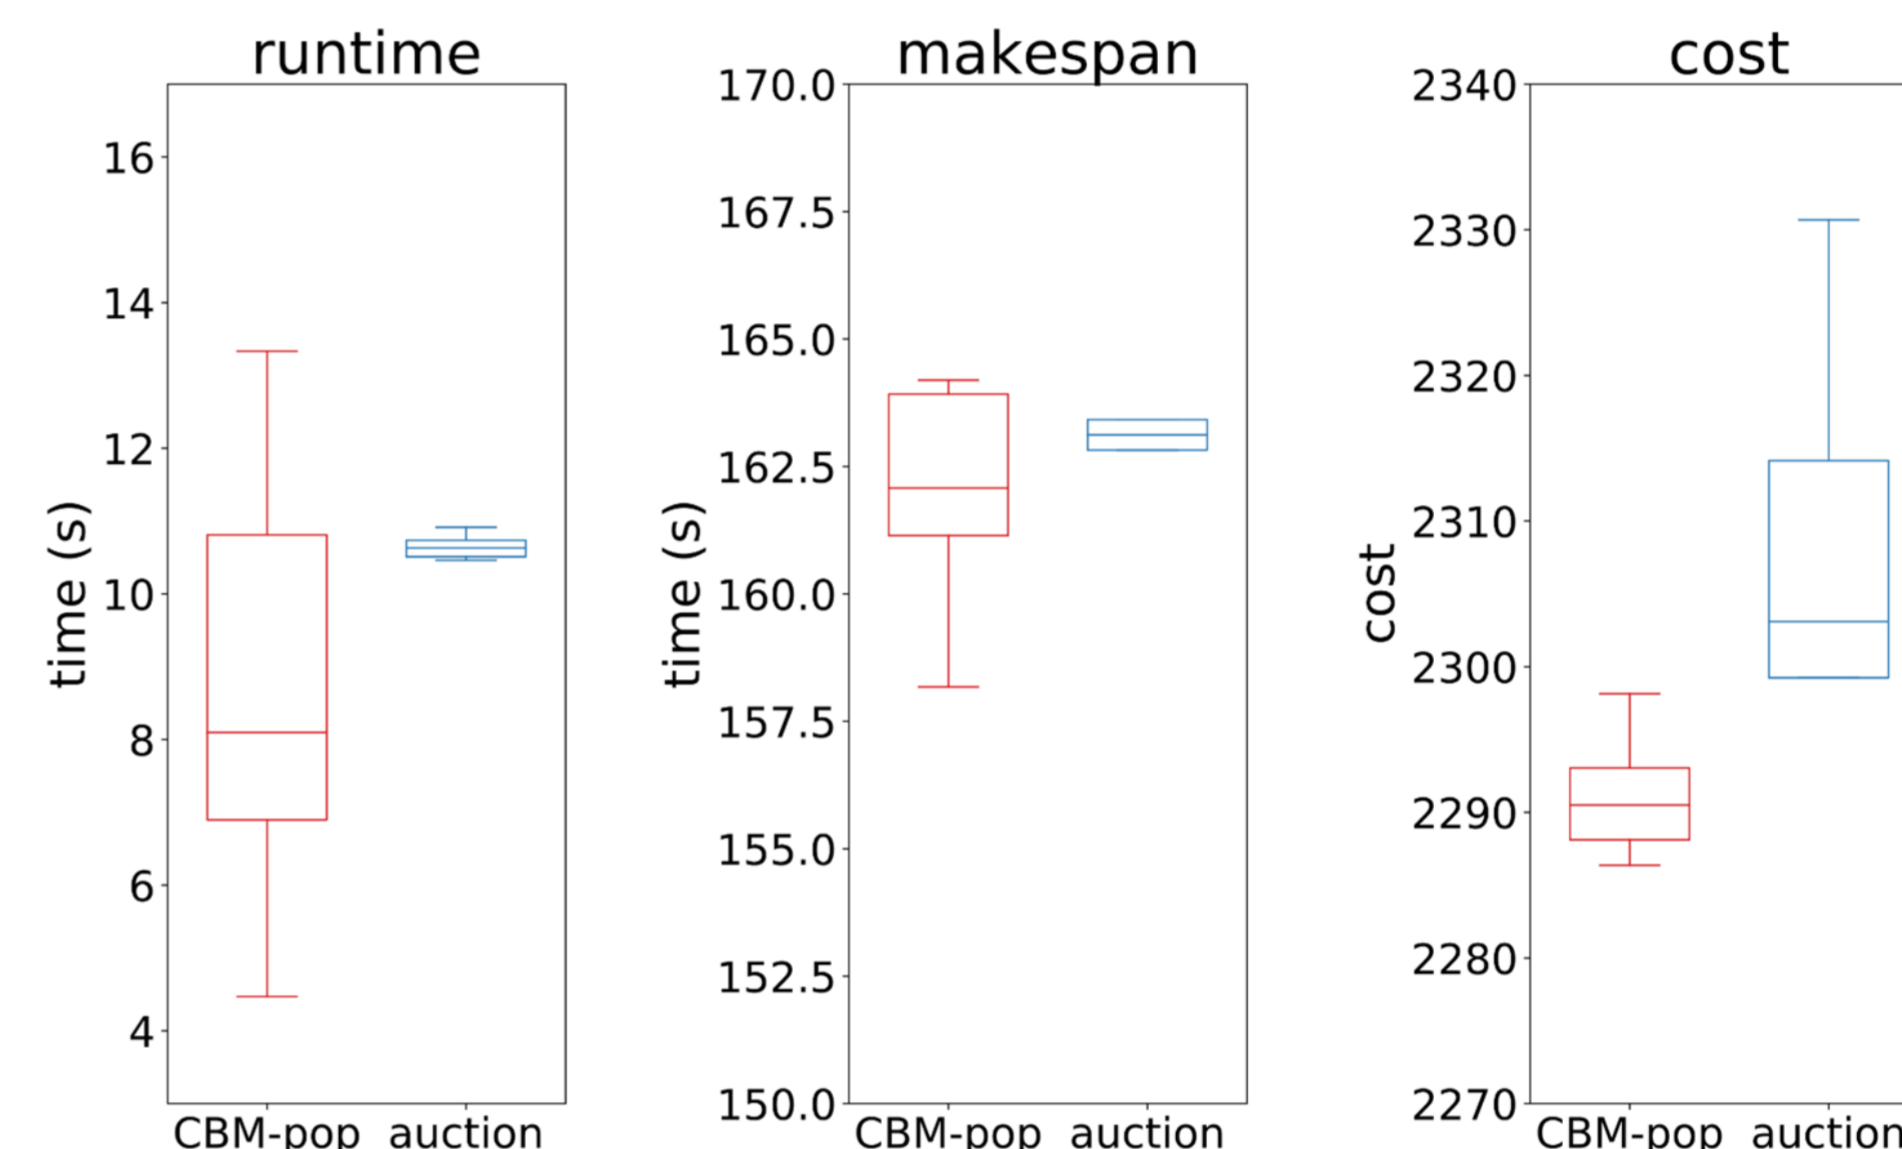 runtime
16
14
12
10
8
6
4
time (s)
CBM-pop auction
makespan
170.0
167.5
165.0
162.5
160.0
157.5
155.0
152.5
150.0
time (s)
CBM-pop auction
cost
2340
2330
2320
2310
2300
2290
2280
2270
cost
CBM-pop auction